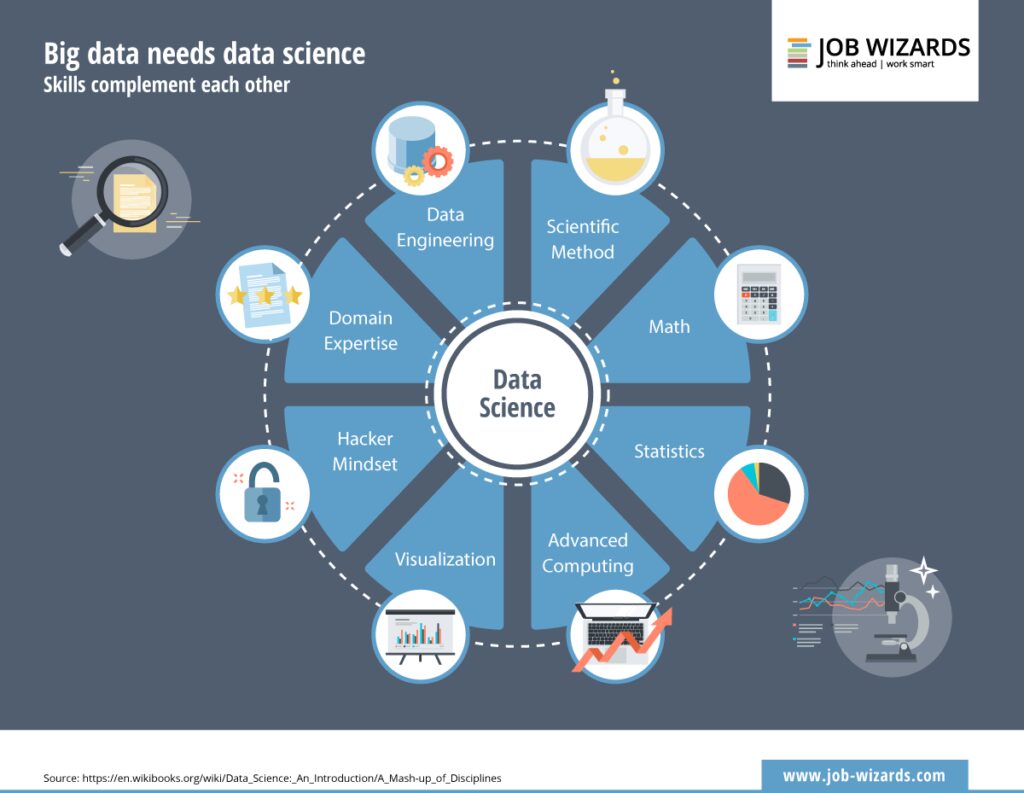 Big data needs data science
Skills complement each other
JOB WIZARDS
think ahead | work smart
Data
Engineering
Scientific
Method
Domain
Expertise
Math
Data
Science
Hacker
Mindset
Statistics
Visualization
Advanced
Computing
Source: https://en.wikibooks.org/wiki/Data_Science:_An_Introduction/A_Mash-up_of_Disciplines
www.job-wizards.com